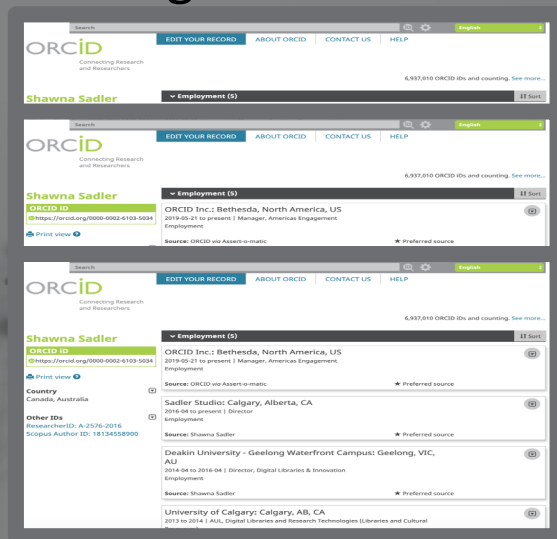 Search
English
ORCID
EDIT YOUR RECORD ABOUT ORCID CONTACT US HELP
Connecting Research
and Researchers
6,937,010 ORCID IDs and counting. See more...
Shawna Sadler
Employment (5) Sort
Search
English
ORCID
EDIT YOUR RECORD ABOUT ORCID CONTACT US HELP
Connecting Research
and Researchers
6,937,010 ORCID IDs and counting. See more...
Shawna Sadler
Employment (5) Sort
ORCID ID
https://orcid.org/0000-0002-6103-5034
Print view
ORCID Inc.: Bethesda, North America, US
2019-05-21 to present | Manager, Americas Engagement
Employment
Source: ORCID via Assert-o-matic Preferred source
Search
English
ORCID
EDIT YOUR RECORD ABOUT ORCID CONTACT US HELP
Connecting Research
and Researchers
6,937,010 ORCID IDs and counting. See more...
Shawna Sadler
ORCID ID
https://orcid.org/0000-0002-6103-5034
Print view
Country
Canada, Australia
Other IDs
ResearcherID: A-2576-2016
Scopus Author ID: 18134558900
Employment (5) Sort
ORCID Inc.: Bethesda, North America, US
2019-05-21 to present | Manager, Americas Engagement
Employment
Source: ORCID via Assert-o-matic Preferred source
Sadler Studio: Calgary, Alberta, CA
2016-04 to present | Director
Employment
Source: Shawna Sadler Preferred source
Deakin University - Geelong Waterfront Campus: Geelong, VIC,
AU
2014-04 to 2016-04 | Director, Digital Libraries & Innovation
Employment
Source: Shawna Sadler Preferred source
University of Calgary: Calgary, AB, CA
2013 to 2014 | AUL, Digital Libraries and Research Technologies (Libraries and Cultural